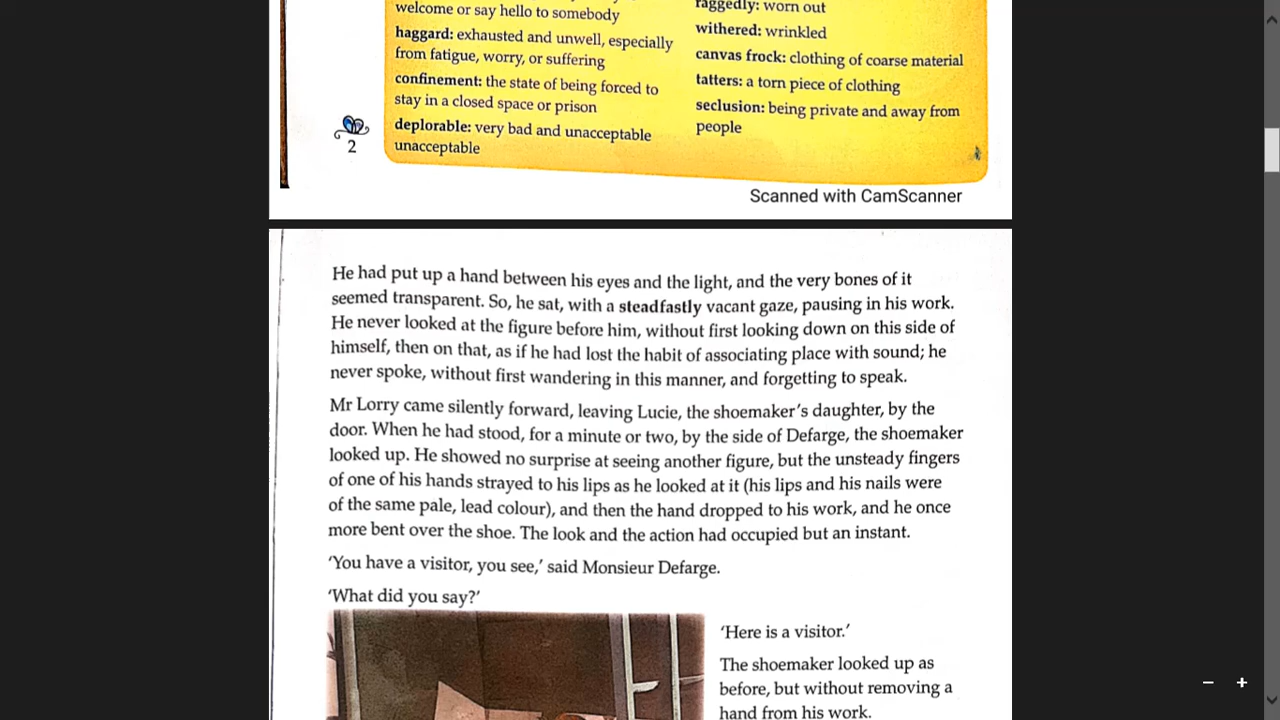 welcome or say hello to somebody
haggard: exhausted and unwell, especially
from fatigue, worry, or suffering
confinement: the state of being forced to
stay in a closed space or prison
deplorable: very bad and unacceptable
unacceptable
raggedly: worn out
withered: wrinkled
canvas frock: clothing of coarse material
tatters: a torn piece of clothing
seclusion: being private and away from
people
2
Scanned with CamScanner
He had put up a hand between his eyes and the light, and the very bones of it
seemed transparent. So, he sat, with a steadfastly vacant gaze, pausing in his work.
He never looked at the figure before him, without first looking down on this side of
himself, then on that, as if he had lost the habit of associating place with sound; he
never spoke, without first wandering in this manner, and forgetting to speak.
Mr Lorry came silently forward, leaving Lucie, the shoemaker's daughter, by the
door. When he had stood, for a minute or two, by the side of Defarge, the shoemaker
looked up. He showed no surprise at seeing another figure, but the unsteady fingers
of one of his hands strayed to his lips as he looked at it (his lips and his nails were
of the same pale, lead colour), and then the hand dropped to his work, and he once
more bent over the shoe. The look and the action had occupied but an instant.
'You have a visitor, you see,' said Monsieur Defarge.
'What did you say?'
'Here is a visitor.'
The shoemaker looked up as
before, but without removing a
hand from his work.